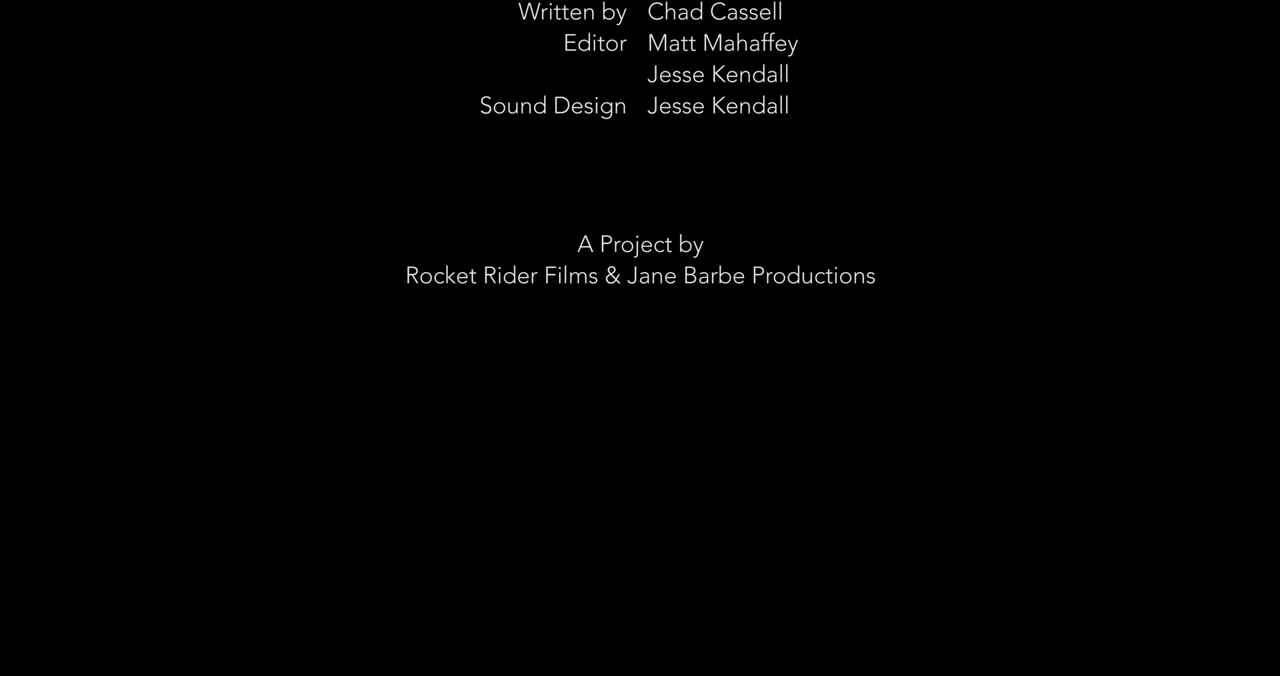 Written by Chad Cassell
Editor Matt Mahaffey
Jesse Kendall
Sound Design Jesse Kendall
A Project by
Rocket Rider Films & Jane Barbe Productions